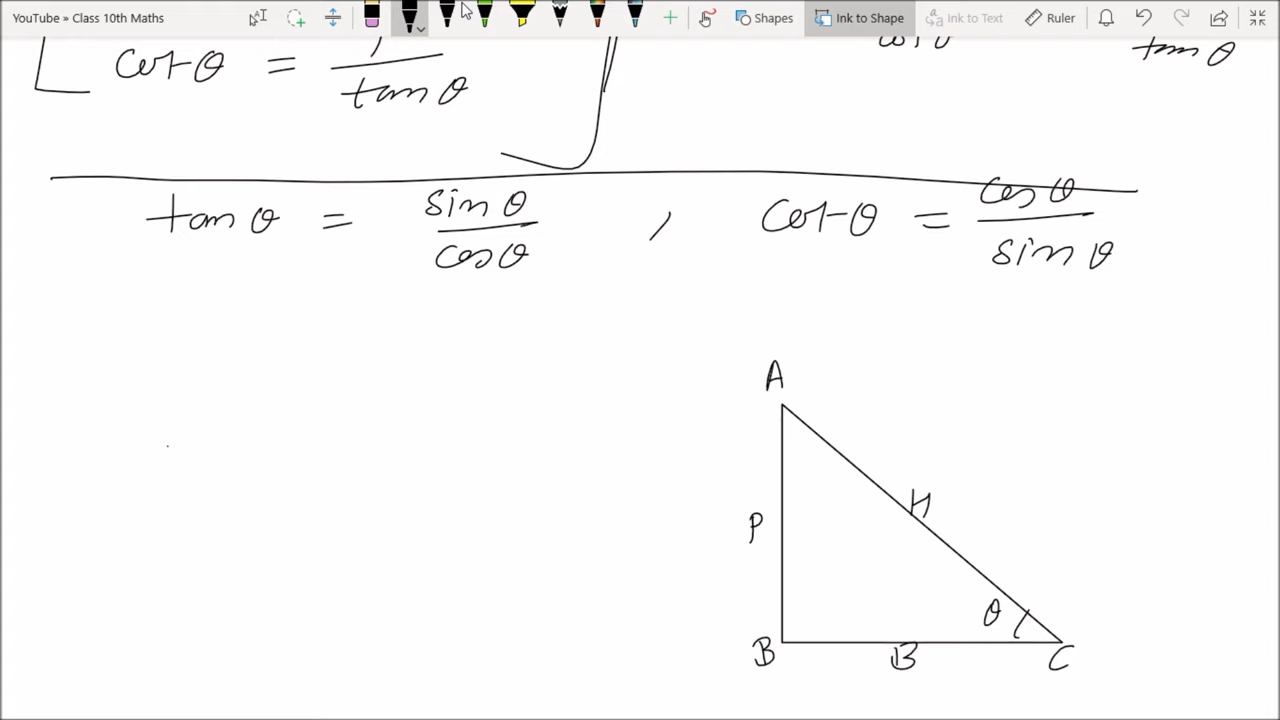 YouTube » Class 10th Maths Shapes Ink to Shape Ink to Text Ruler
cot θ = 1/tan θ
tan θ
tan θ = sin θ/cos θ , cot θ = cos θ/sin θ
A
H
P
θ
B B C